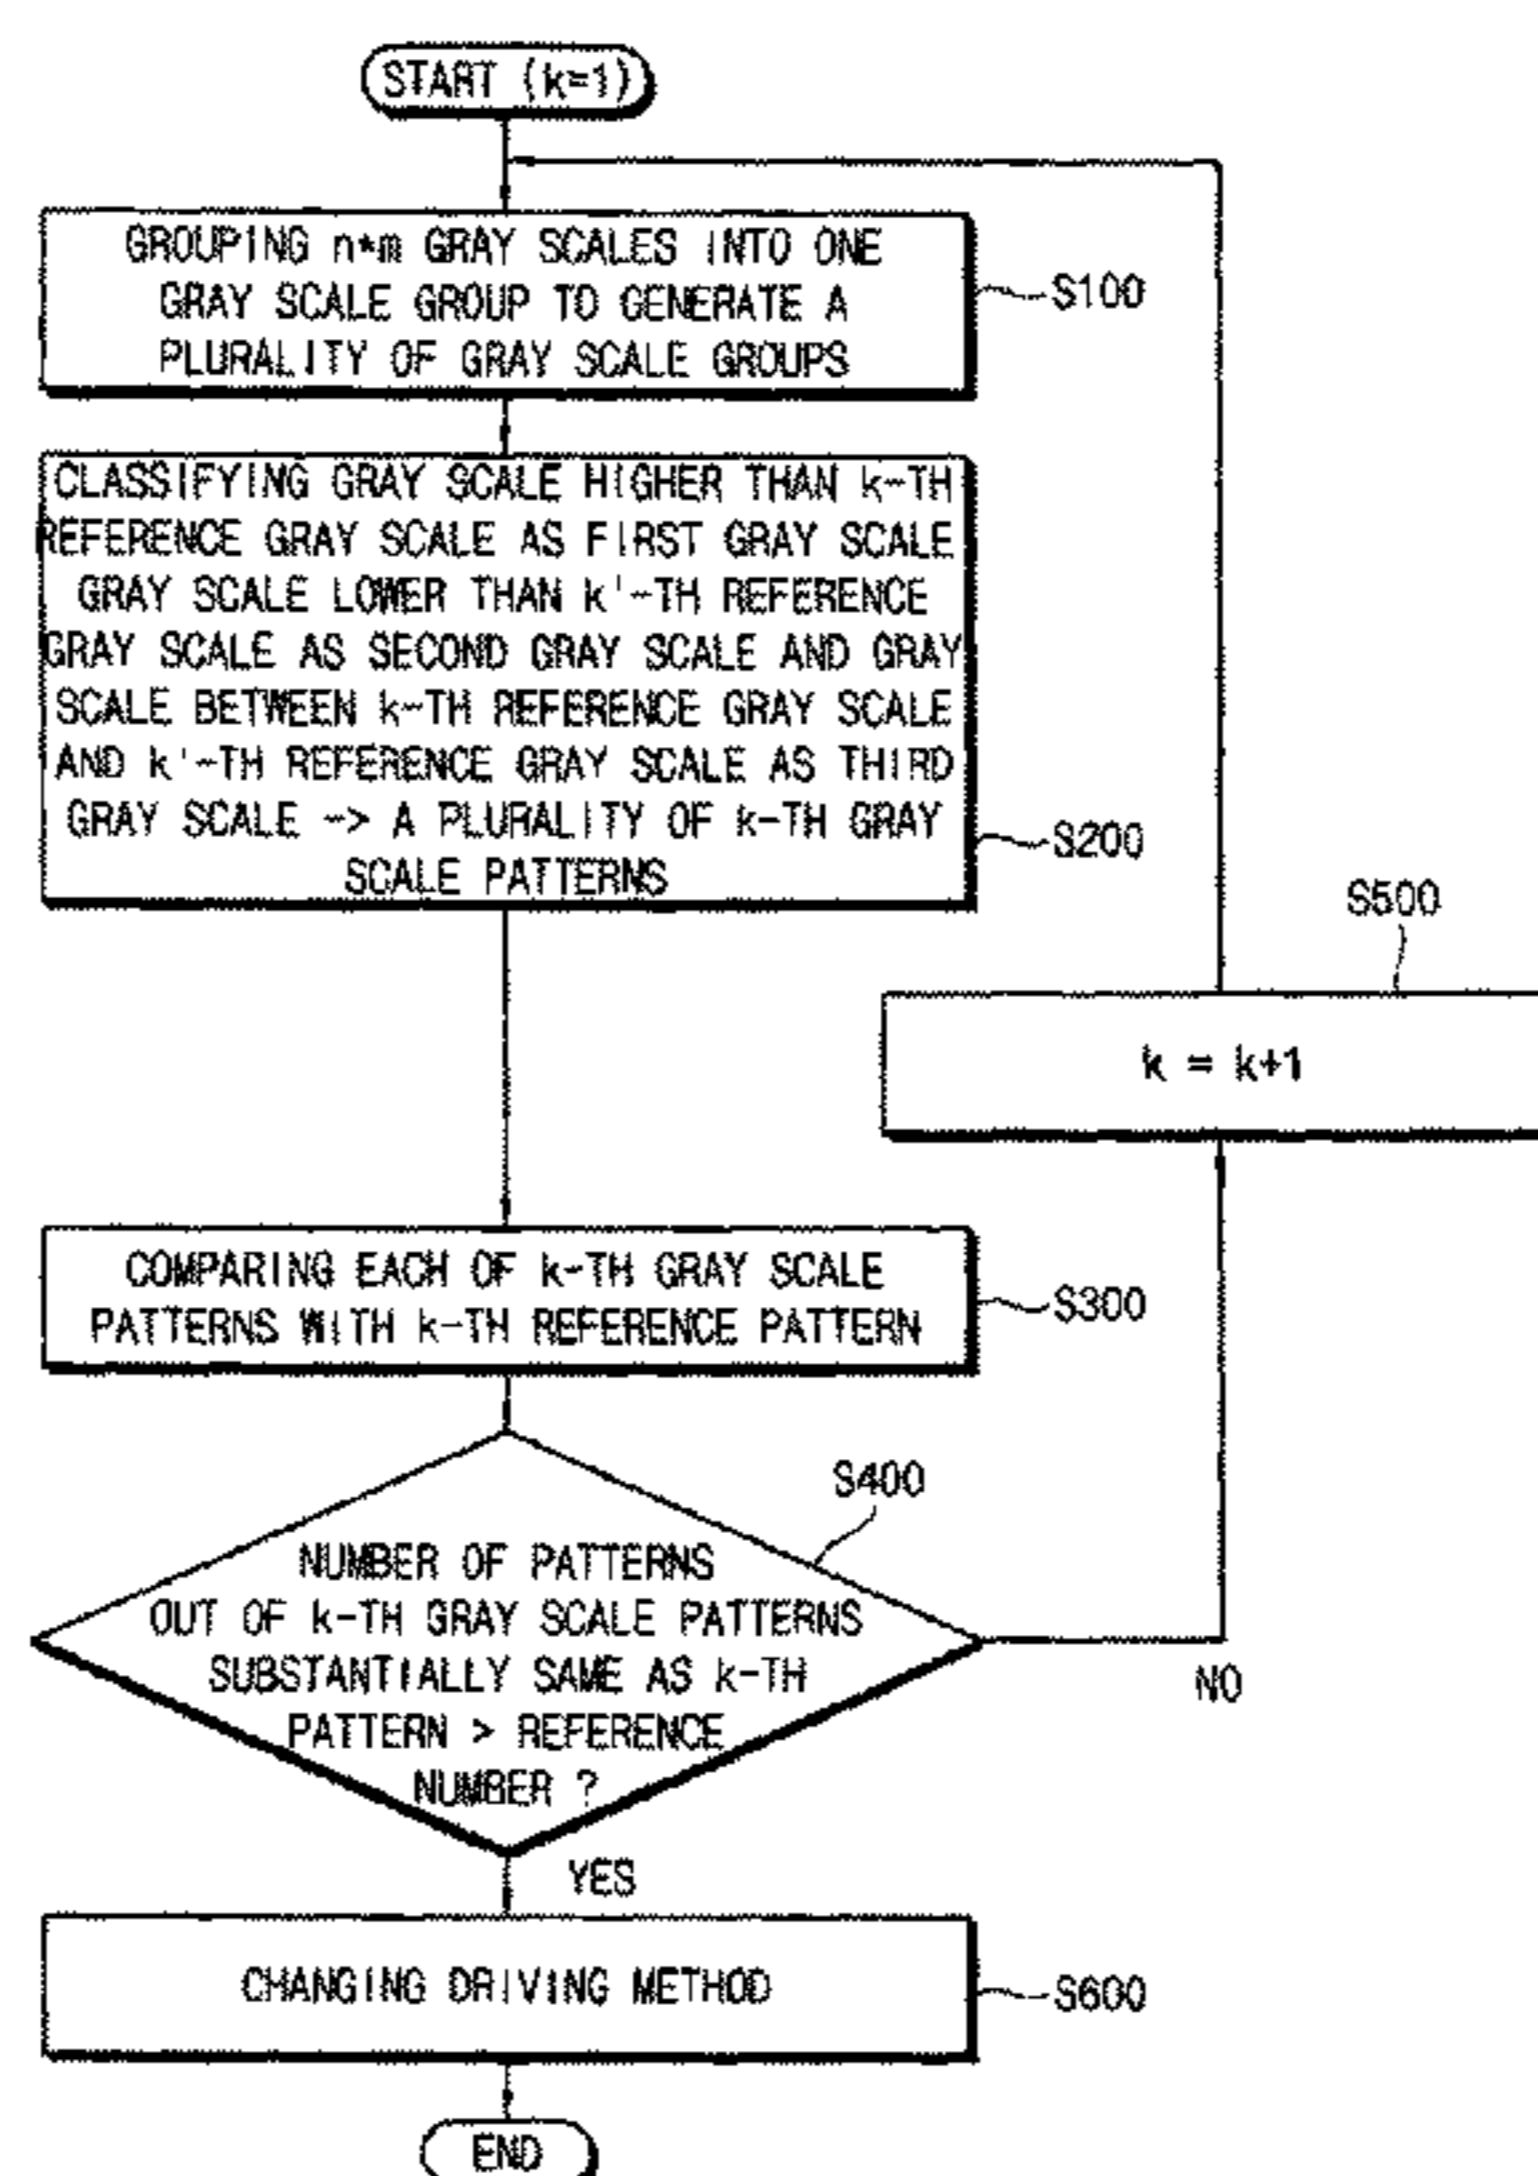 START (k=1)
GROUPING n*m GRAY SCALES INTO ONE
GRAY SCALE GROUP TO GENERATE A
PLURALITY OF GRAY SCALE GROUPS
S100
CLASSIFYING GRAY SCALE HIGHER THAN k-TH
REFERENCE GRAY SCALE AS FIRST GRAY SCALE
GRAY SCALE LOWER THAN k'-TH REFERENCE
GRAY SCALE AS SECOND GRAY SCALE AND GRAY
SCALE BETWEEN k-TH REFERENCE GRAY SCALE
AND k'-TH REFERENCE GRAY SCALE AS THIRD
GRAY SCALE -> A PLURALITY OF k-TH GRAY
SCALE PATTERNS
S200
S500
k = k+1
COMPARING EACH OF k-TH GRAY SCALE
PATTERNS WITH k-TH REFERENCE PATTERN
S300
S400
NUMBER OF PATTERNS
OUT OF k-TH GRAY SCALE PATTERNS
SUBSTANTIALLY SAME AS k-TH
PATTERN > REFERENCE
NUMBER ?
NO
YES
CHANGING DRIVING METHOD
S600
END